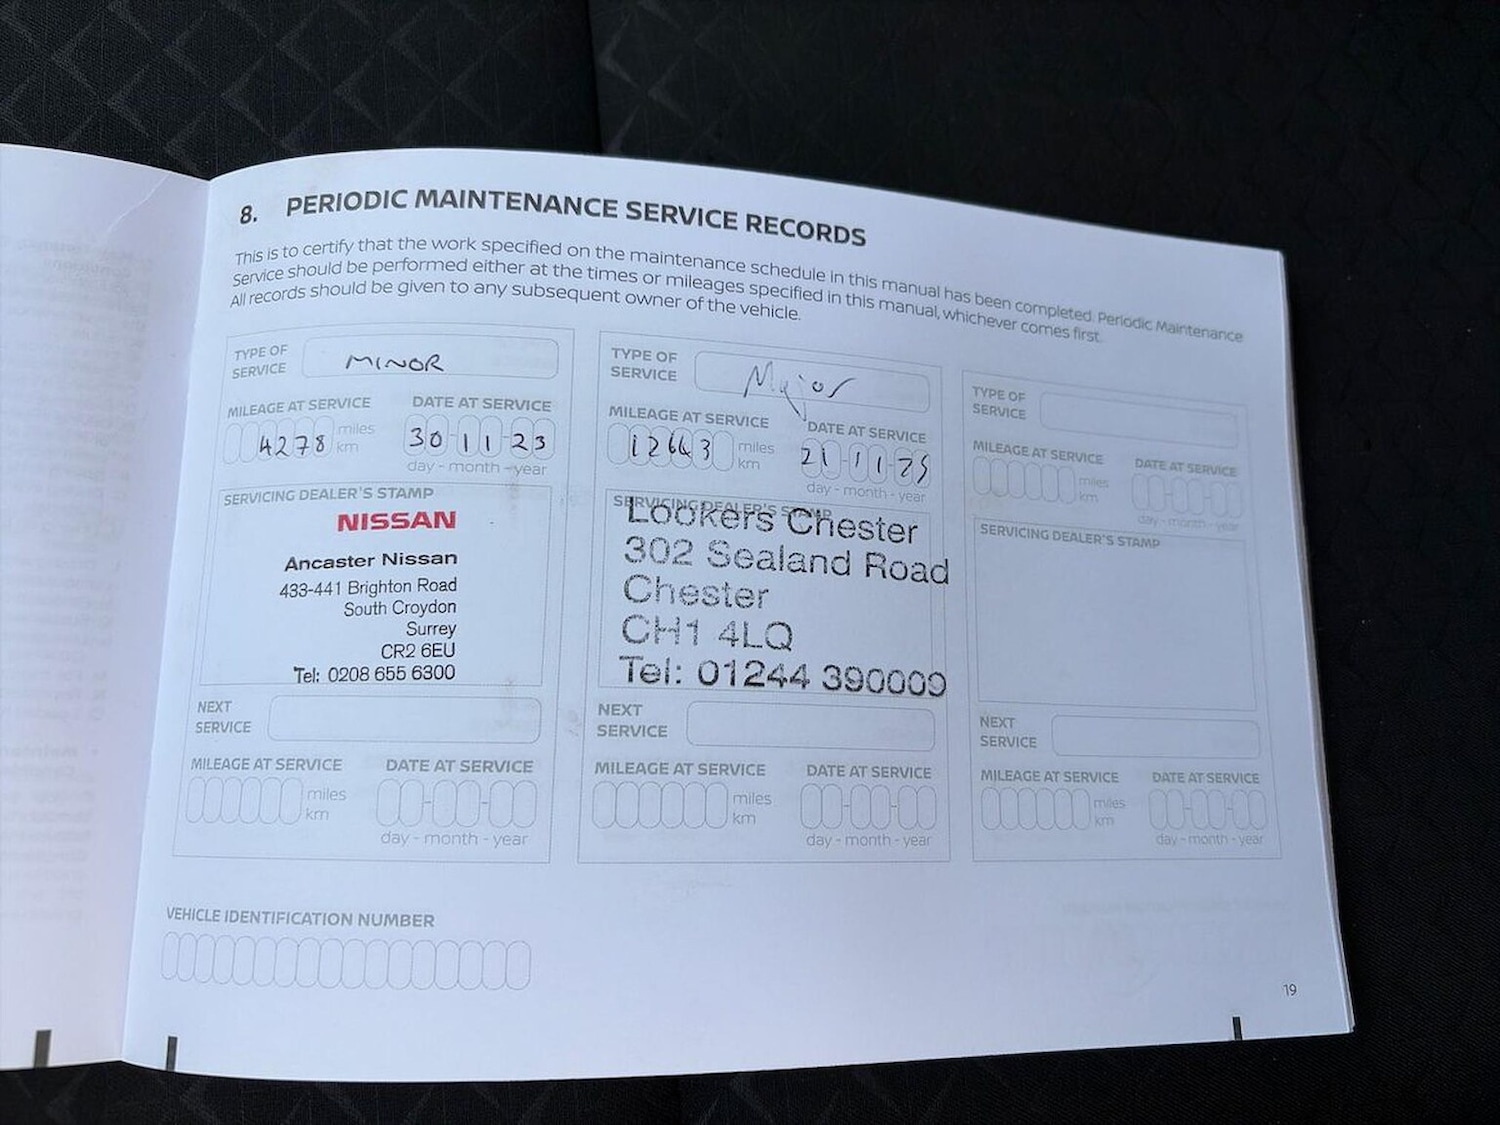 8. PERIODIC MAINTENANCE SERVICE RECORDS
This is to certify that the work specified on the maintenance schedule in this manual has been completed. Periodic Maintenance
Service should be performed either at the times or mileages specified in this manual, whichever comes first.
All records should be given to any subsequent owner of the vehicle.
TYPE OF
SERVICE
MINOR
MILEAGE AT SERVICE
DATE AT SERVICE
4278
miles
km
30-11-23
day - month - year
SERVICING DEALER'S STAMP
NISSAN
Ancaster Nissan
433-441 Brighton Road
South Croydon
Surrey
CR2 6EU
Tel: 0208 655 6300
NEXT
SERVICE
MILEAGE AT SERVICE
DATE AT SERVICE
miles
km
day - month - year
TYPE OF
SERVICE
Major
MILEAGE AT SERVICE
DATE AT SERVICE
miles
km
21-11-25
day - month - year
SERVICING DEALER'S STAMP
Lookers Chester
302 Sealand Road
Chester
CH1 4LQ
Tel: 01244 390009
NEXT
SERVICE
MILEAGE AT SERVICE
DATE AT SERVICE
miles
km
day - month - year
TYPE OF
SERVICE
MILEAGE AT SERVICE
DATE AT SERVICE
miles
km
day - month - year
SERVICING DEALER'S STAMP
NEXT
SERVICE
MILEAGE AT SERVICE
DATE AT SERVICE
miles
km
day - month - year
VEHICLE IDENTIFICATION NUMBER
19